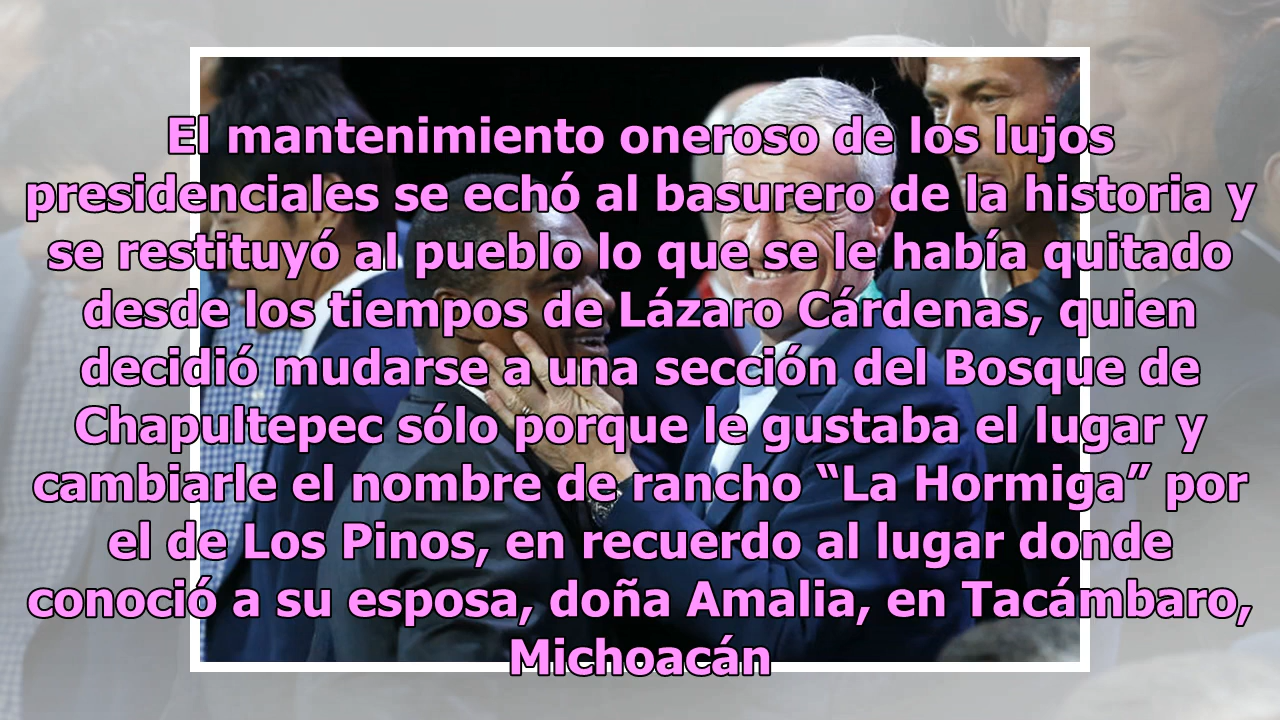 El mantenimiento oneroso de los lujos
presidenciales se echó al basurero de la historia y
se restituyó al pueblo lo que se le había quitado
desde los tiempos de Lázaro Cárdenas, quien
decidió mudarse a una sección del Bosque de
Chapultepec sólo porque le gustaba el lugar y
cambiarle el nombre de rancho “La Hormiga” por
el de Los Pinos, en recuerdo al lugar donde
conoció a su esposa, doña Amalia, en Tacámbaro,
Michoacán